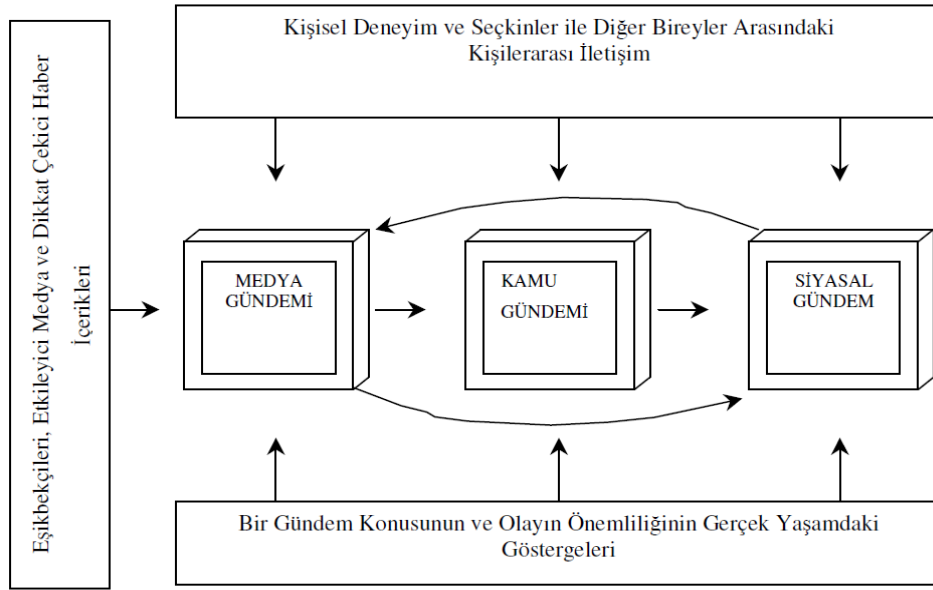 Kişisel Deneyim ve Seçkinler ile Diğer Bireyler Arasındaki
Kişilerarası İletişim
Eşikbekçileri, Etkileyici Medya ve Dikkat Çekici Haber
İçerikleri
MEDYA
GÜNDEMİ
KAMU
GÜNDEMİ
SİYASAL
GÜNDEM
Bir Gündem Konusunun ve Olayın Önemliliğinin Gerçek Yaşamdaki
Göstergeleri